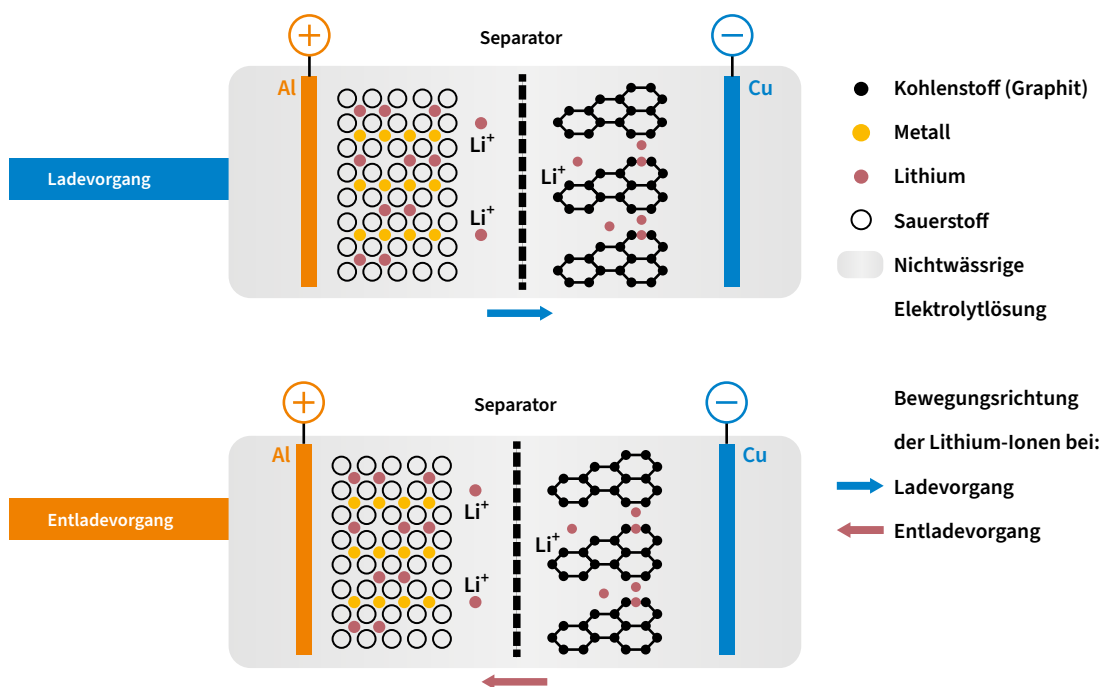 Separator
+
−
Al
Cu
Li⁺
Li⁺
Li⁺
Ladevorgang
Kohlenstoff (Graphit)
Metall
Lithium
Sauerstoff
Nichtwässrige
Elektrolytlösung
Separator
+
−
Al
Cu
Li⁺
Li⁺
Li⁺
Entladevorgang
Bewegungsrichtung
der Lithium-Ionen bei:
Ladevorgang
Entladevorgang